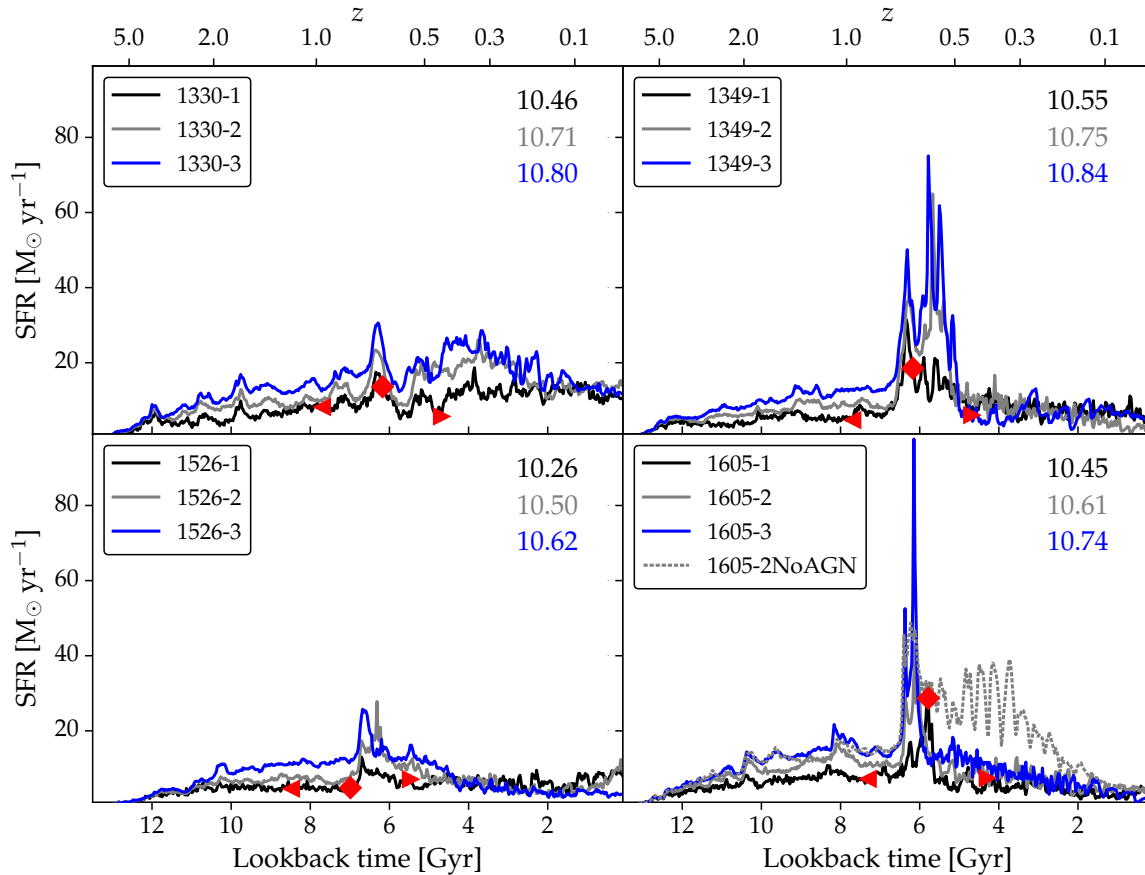 z
z
5.0 2.0 1.0 0.5 0.3 0.1
5.0 2.0 1.0 0.5 0.3 0.1
SFR [M⊙ yr−1]
80
60
40
20
1330-1
1330-2
1330-3
10.46
10.71
10.80
1349-1
1349-2
1349-3
10.55
10.75
10.84
SFR [M⊙ yr−1]
80
60
40
20
1526-1
1526-2
1526-3
10.26
10.50
10.62
1605-1
1605-2
1605-3
1605-2NoAGN
10.45
10.61
10.74
12 10 8 6 4 2
12 10 8 6 4 2
Lookback time [Gyr]
Lookback time [Gyr]